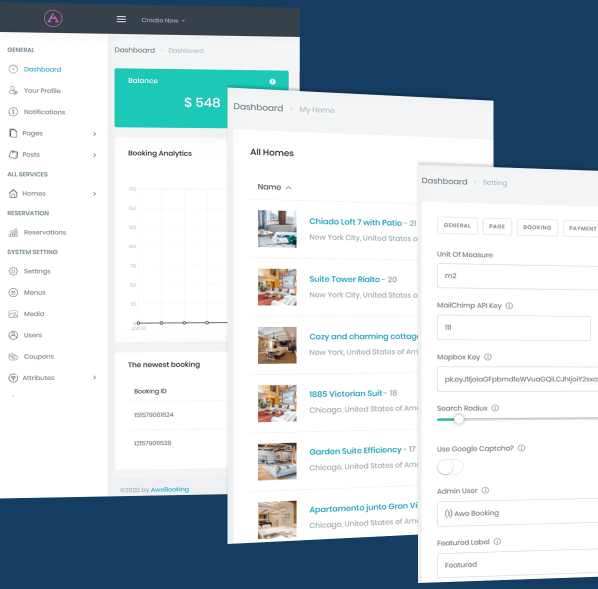 Create New
GENERAL
Dashboard
Your Profile
Notifications
Pages
Posts
ALL SERVICES
Homes
RESERVATION
Reservations
SYSTEM SETTING
Settings
Menus
Media
Users
Coupons
Attributes
Dashboard Dashboard
Balance
$ 548
Booking Analytics
175
150
125
100
75
50
25
0
Jan 01
The newest booking
Booking ID
151579061624
12157901153B
©2020 by AweBooking
Dashboard > My Home
All Homes
Name
Chiado Loft 7 with Patio - 21
New York City, United States o
Suite Tower Rialto - 20
New York City, United States o
Cozy and charming cottag
New York, United States of Am
1885 Victorian Suit - 18
Chicago, United States of Ame
Garden Suite Efficiency - 17
Chicago, United States of Am
Apartamento junto Gran Vi
Chicago, United States of Am
Dashboard > Setting
GENERAL PAGE BOOKING PAYMENT
Unit Of Measure
m2
MailChimp API Key
111
Mapbox Key
Search Radius
Use Google Captcha?
Admin User
(1) Awe Booking
Featured Label
Featured